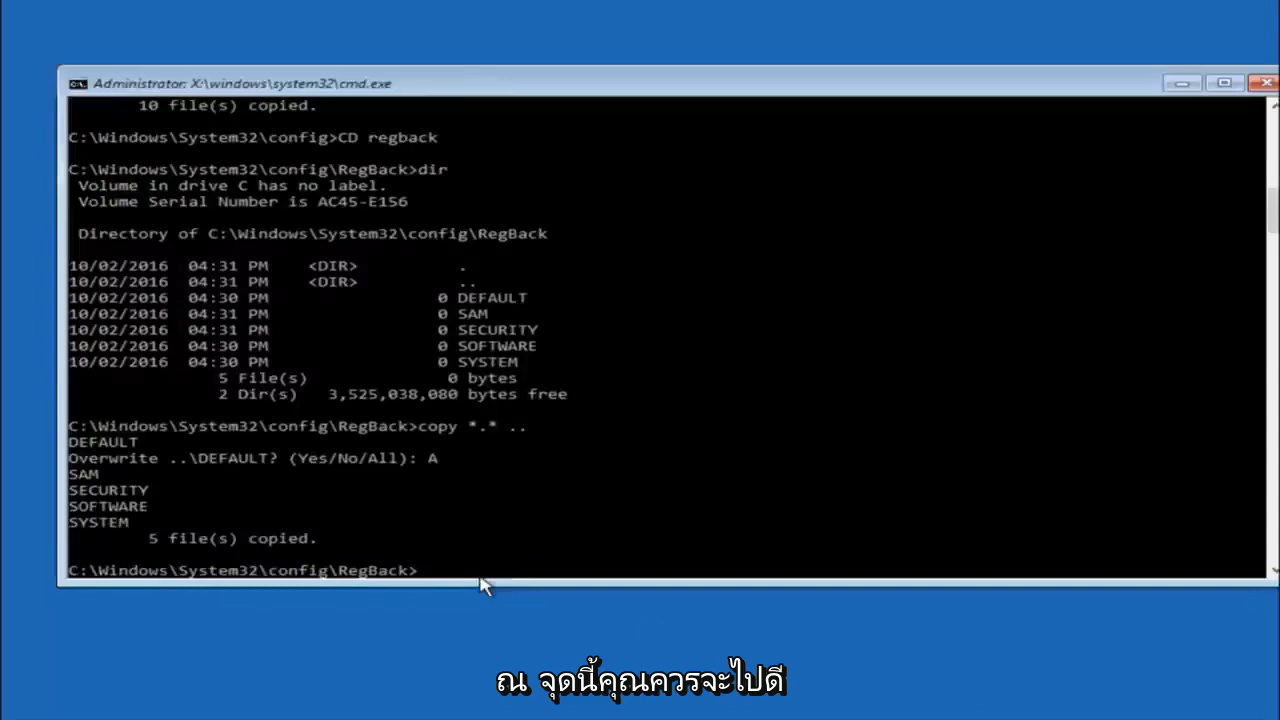 Administrator: X:\windows\system32\cmd.exe
10 file(s) copied.
C:\Windows\System32\config>CD regback
C:\Windows\System32\config\RegBack>dir
Volume in drive C has no label.
Volume Serial Number is AC45-E156
Directory of C:\Windows\System32\config\RegBack
10/02/2016 04:31 PM <DIR> .
10/02/2016 04:31 PM <DIR> ..
10/02/2016 04:30 PM 0 DEFAULT
10/02/2016 04:31 PM 0 SAM
10/02/2016 04:31 PM 0 SECURITY
10/02/2016 04:30 PM 0 SOFTWARE
10/02/2016 04:30 PM 0 SYSTEM
5 File(s) 0 bytes
2 Dir(s) 3,525,038,080 bytes free
C:\Windows\System32\config\RegBack>copy *.* ..
DEFAULT
Overwrite ..\DEFAULT? (Yes/No/All): A
SAM
SECURITY
SOFTWARE
SYSTEM
5 file(s) copied.
C:\Windows\System32\config\RegBack>
ณ จุดนี้คุณควรจะไปดี